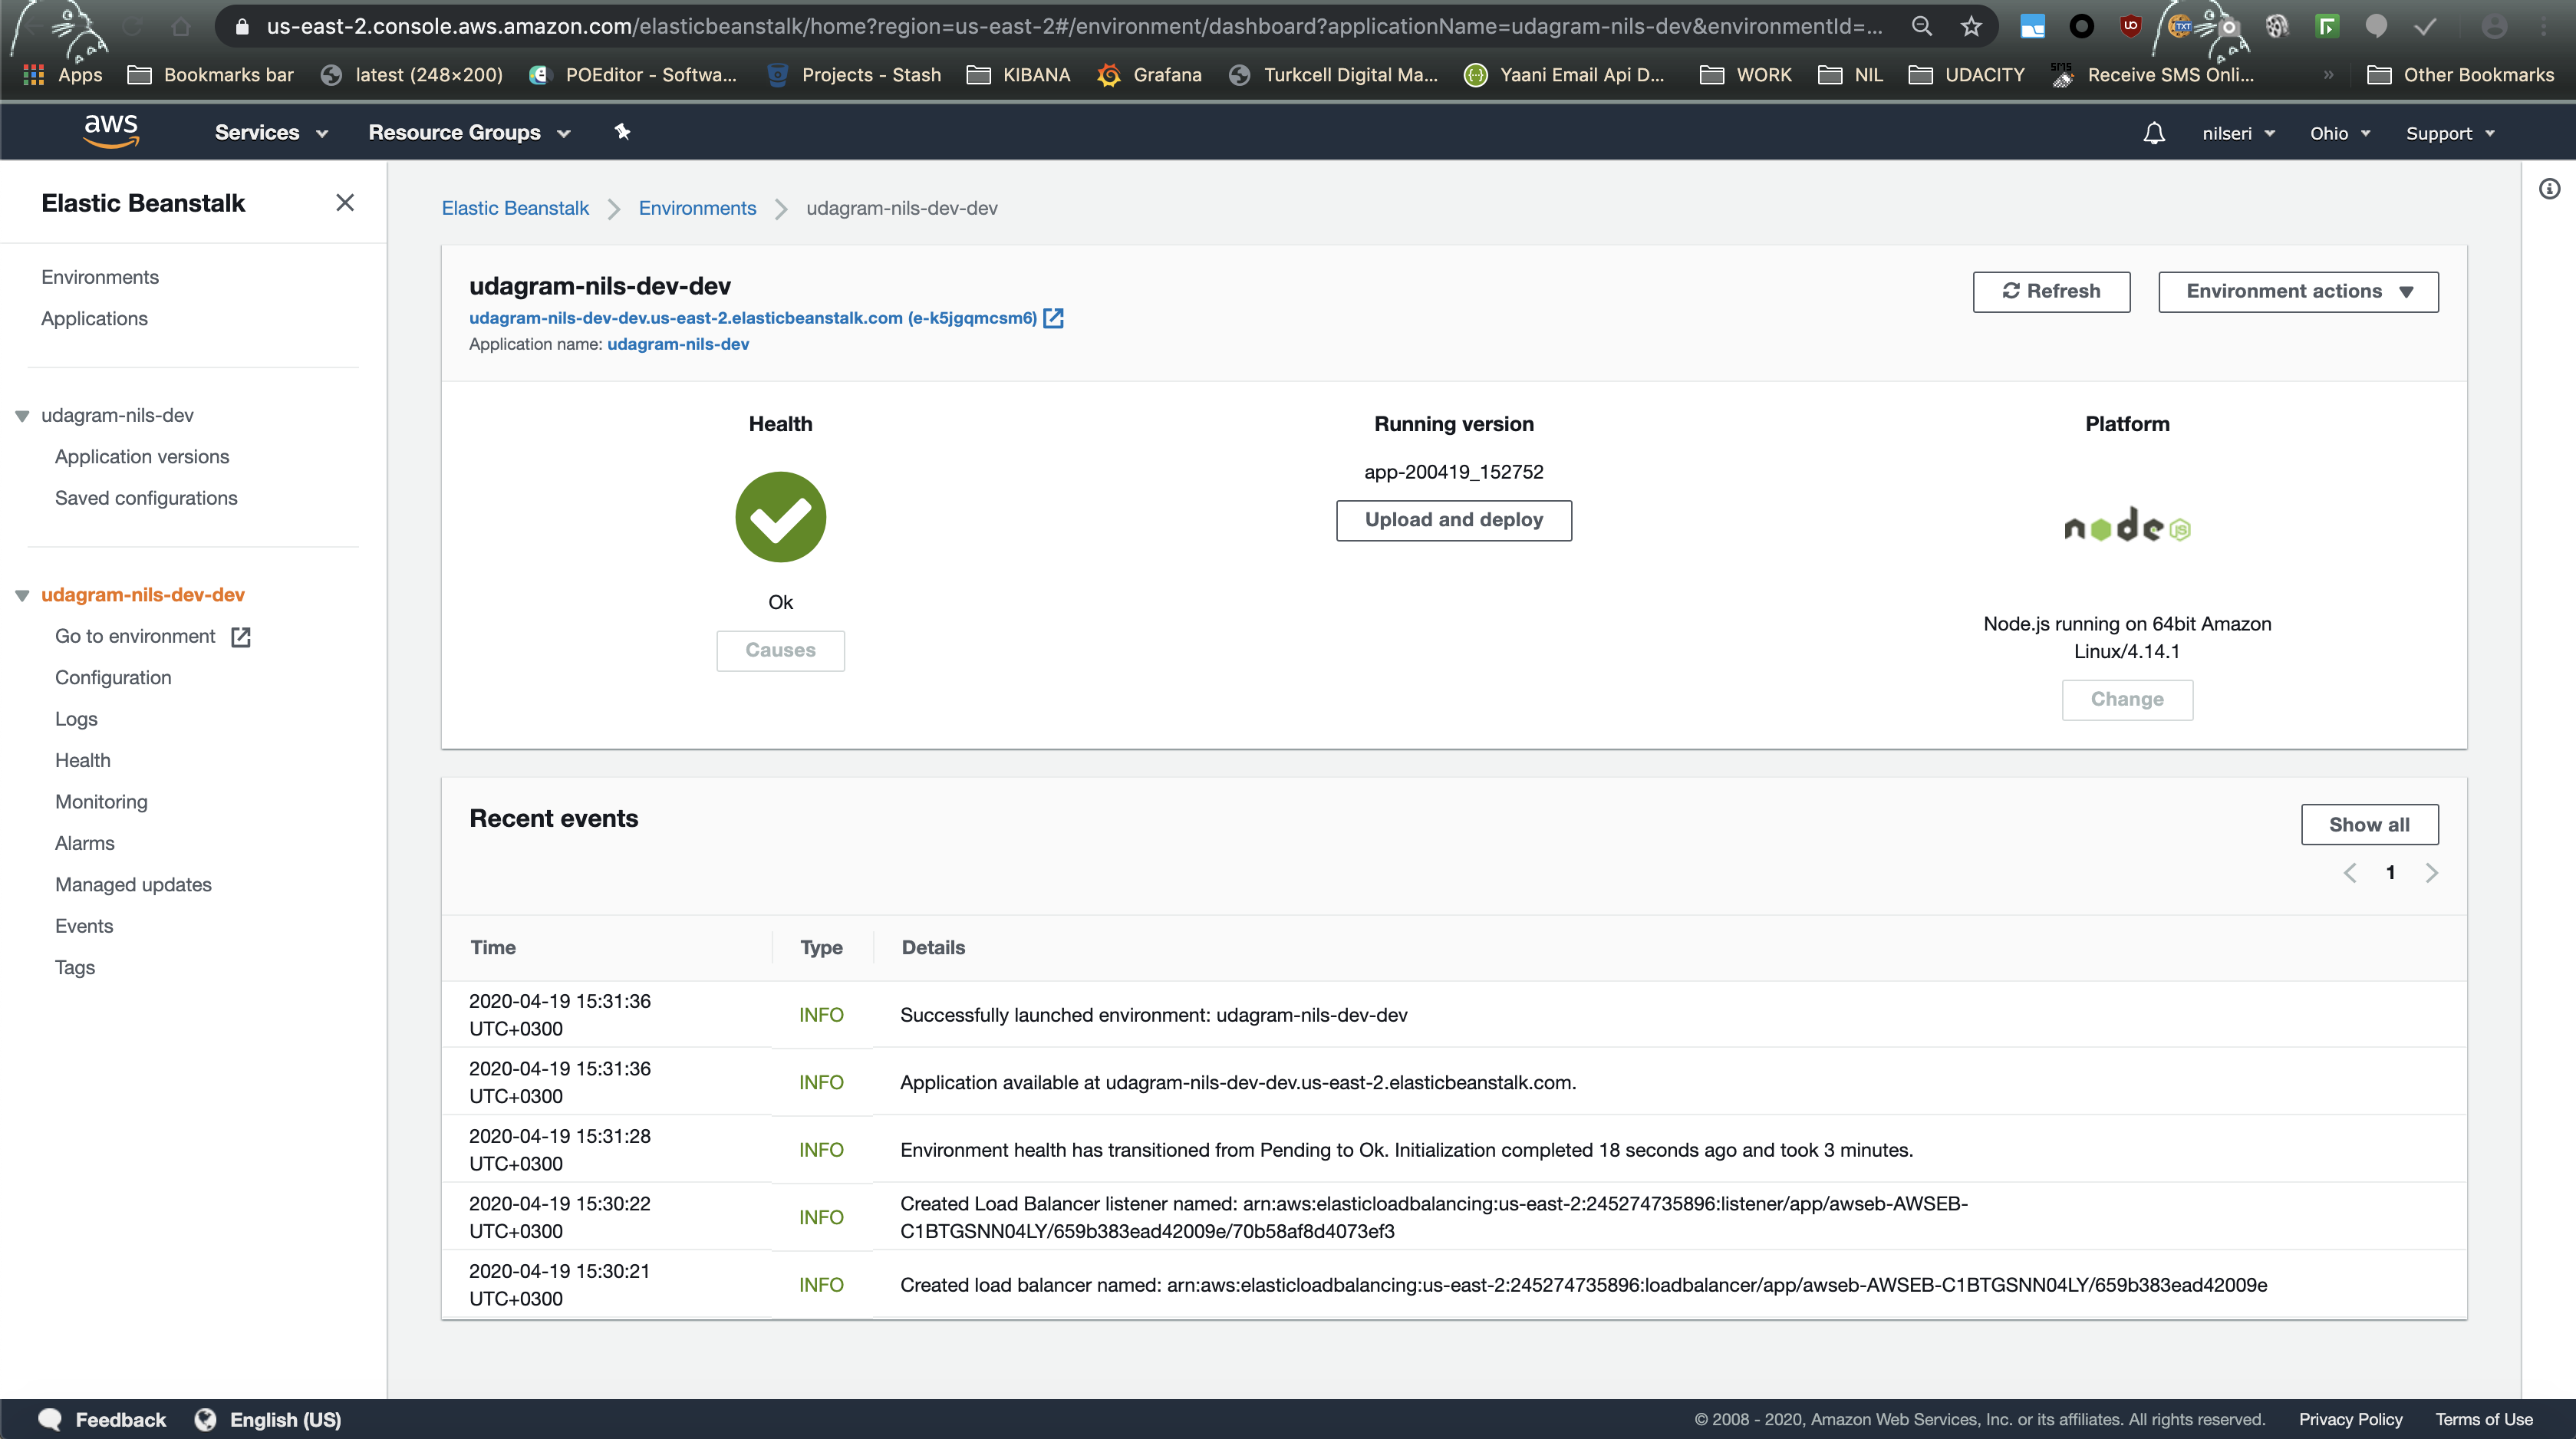 us-east-2.console.aws.amazon.com/elasticbeanstalk/home?region=us-east-2#/environment/dashboard?applicationName=udagram-nils-dev&environmentId=...
Apps Bookmarks bar latest (248×200) POEditor - Softwa... Projects - Stash KIBANA Grafana Turkcell Digital Ma... Yaani Email Api D... WORK NIL UDACITY Receive SMS Onli... » Other Bookmarks
aws Services Resource Groups nilseri Ohio Support
Elastic Beanstalk
Environments
Applications
udagram-nils-dev
Application versions
Saved configurations
udagram-nils-dev-dev
Go to environment
Configuration
Logs
Health
Monitoring
Alarms
Managed updates
Events
Tags
Elastic Beanstalk > Environments > udagram-nils-dev-dev
udagram-nils-dev-dev
udagram-nils-dev-dev.us-east-2.elasticbeanstalk.com (e-k5jgqmcsm6)
Application name: udagram-nils-dev
Refresh Environment actions
Health
Ok
Causes
Running version
app-200419_152752
Upload and deploy
Platform
node JS
Node.js running on 64bit Amazon
Linux/4.14.1
Change
Recent events
Show all
1
Time Type Details
2020-04-19 15:31:36
UTC+0300
INFO
Successfully launched environment: udagram-nils-dev-dev
2020-04-19 15:31:36
UTC+0300
INFO
Application available at udagram-nils-dev-dev.us-east-2.elasticbeanstalk.com.
2020-04-19 15:31:28
UTC+0300
INFO
Environment health has transitioned from Pending to Ok. Initialization completed 18 seconds ago and took 3 minutes.
2020-04-19 15:30:22
UTC+0300
INFO
Created Load Balancer listener named: arn:aws:elasticloadbalancing:us-east-2:245274735896:listener/app/awseb-AWSEB-
C1BTGSNN04LY/659b383ead42009e/70b58af8d4073ef3
2020-04-19 15:30:21
UTC+0300
INFO
Created load balancer named: arn:aws:elasticloadbalancing:us-east-2:245274735896:loadbalancer/app/awseb-AWSEB-C1BTGSNN04LY/659b383ead42009e
Feedback English (US)
© 2008 - 2020, Amazon Web Services, Inc. or its affiliates. All rights reserved. Privacy Policy Terms of Use